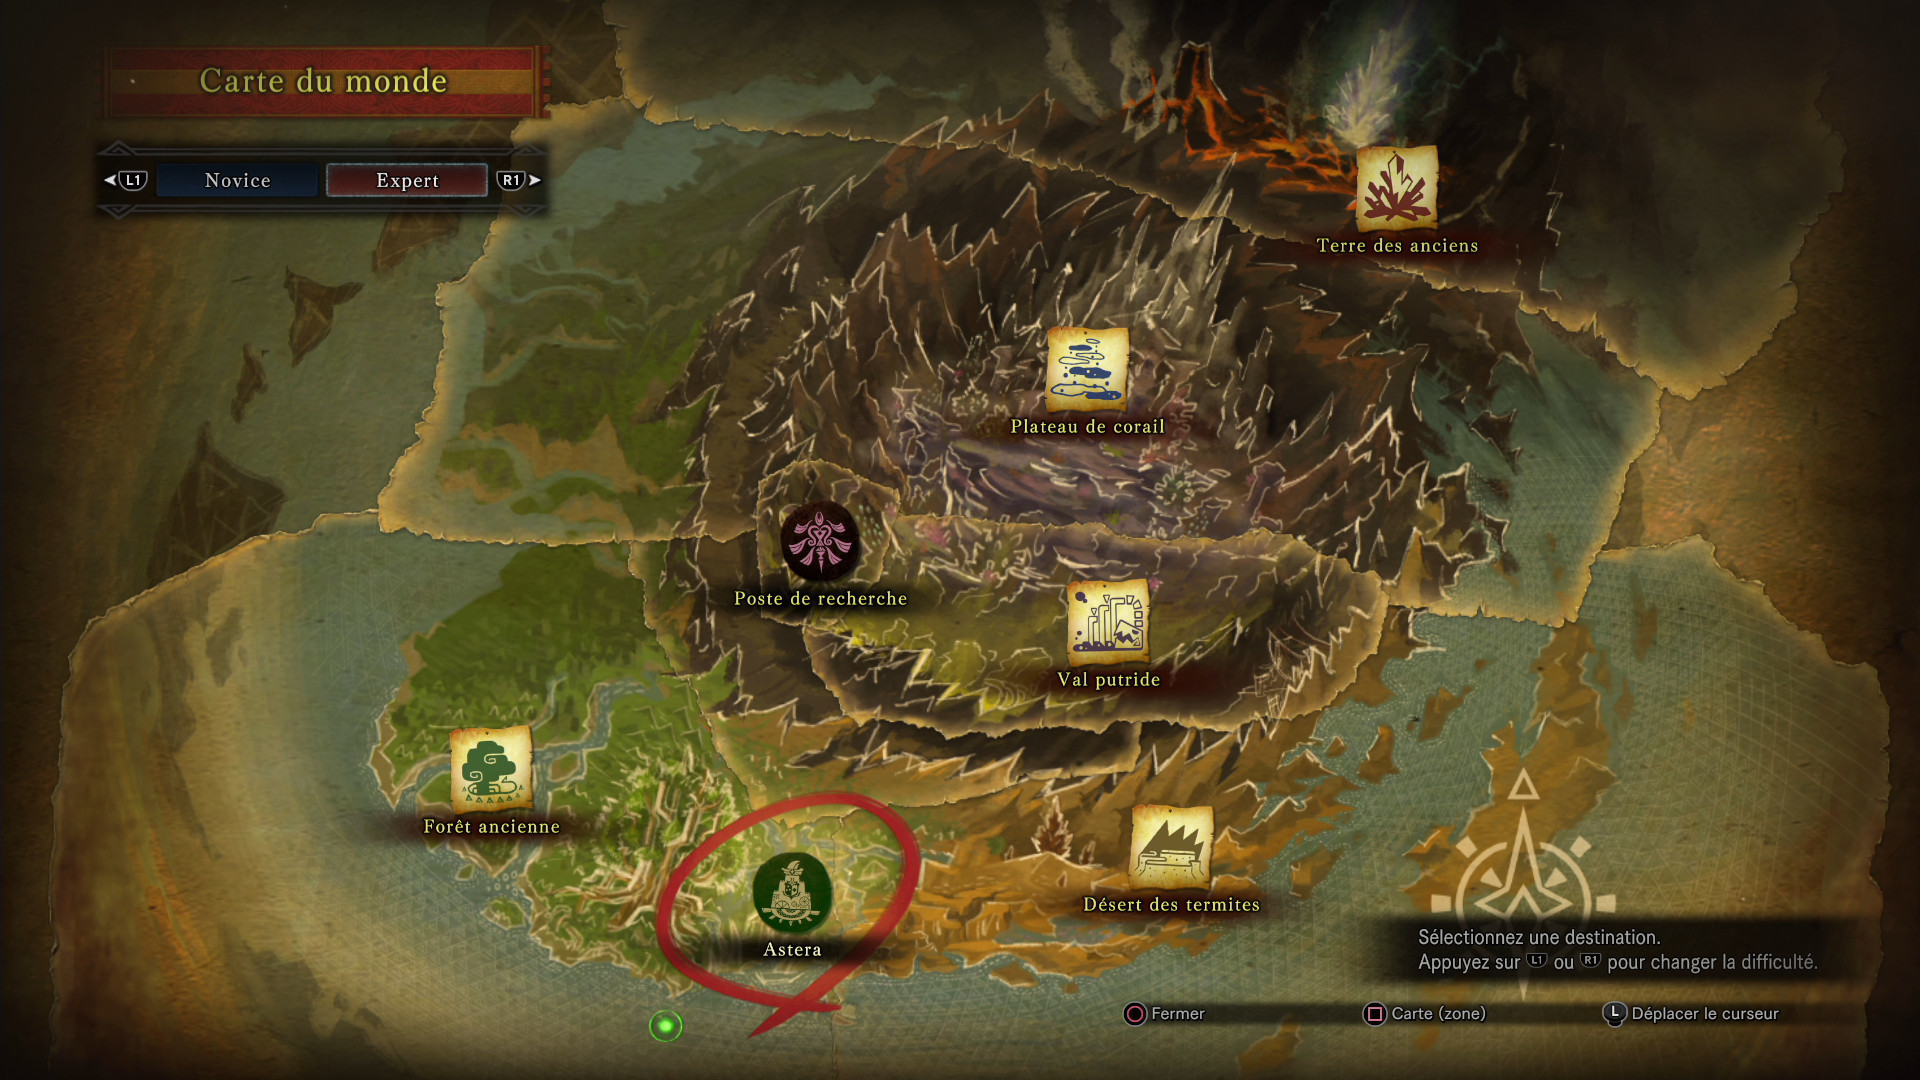 Carte du monde
L1 Novice Expert R1
Terre des anciens
Plateau de corail
Poste de recherche
Val putride
Forêt ancienne
Désert des termites
Astera
Sélectionnez une destination.
Appuyez sur L1 ou R1 pour changer la difficulté.
Fermer
Carte (zone)
L Déplacer le curseur